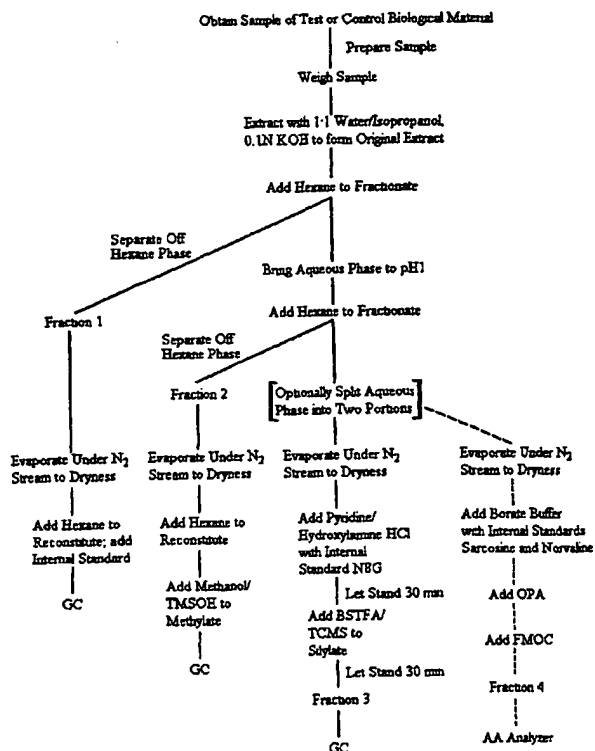 Obtain Sample of Test or Control Biological Material
Prepare Sample
Weigh Sample
Extract with 1:1 Water/Isopropanol,
0.1N KOH to form Original Extract
Add Hexane to Fractionate
Separate Off
Hexane Phase
Bring Aqueous Phase to pH1
Add Hexane to Fractionate
Fraction 1
Separate Off
Hexane Phase
Fraction 2
[Optionally Split Aqueous
Phase into Two Portions]
Evaporate Under N2
Stream to Dryness
Add Hexane to
Reconstitute; add
Internal Standard
GC
Evaporate Under N2
Stream to Dryness
Add Hexane to
Reconstitute
Add Methanol/
TMSOH to
Methylate
GC
Evaporate Under N2
Stream to Dryness
Add Pyridine/
Hydroxylamine HCl
with Internal
Standard NBG
Let Stand 30 min
Add BSTFA/
TCMS to
Silylate
Let Stand 30 min
Fraction 3
GC
Evaporate Under N2
Stream to Dryness
Add Borate Buffer
with Internal Standards
Sarcosine and Norvaline
Add OPA
Add FMOC
Fraction 4
AA Analyzer